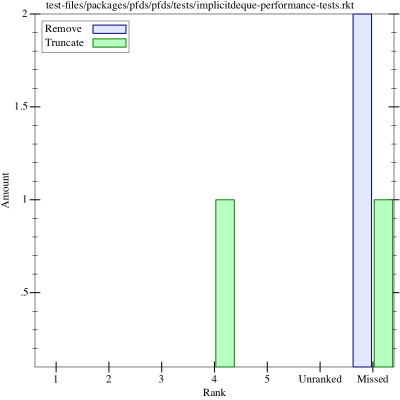 test-files/packages/pfds/pfds/tests/implicitdeque-performance-tests.rkt
Remove
Truncate
2
1.5
1
.5
Amount
1 2 3 4 5 Unranked Missed
Rank